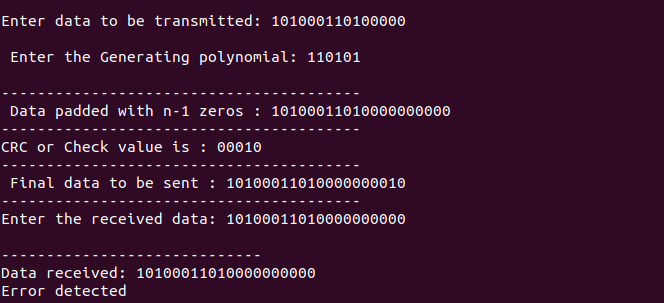 Enter data to be transmitted: 101000110100000
Enter the Generating polynomial: 110101
----------------------------------------
Data padded with n-1 zeros : 10100011010000000000
----------------------------------------
CRC or Check value is : 00010
----------------------------------------
Final data to be sent : 10100011010000000010
----------------------------------------
Enter the received data: 10100011010000000000
-----------------------------
Data received: 10100011010000000000
Error detected